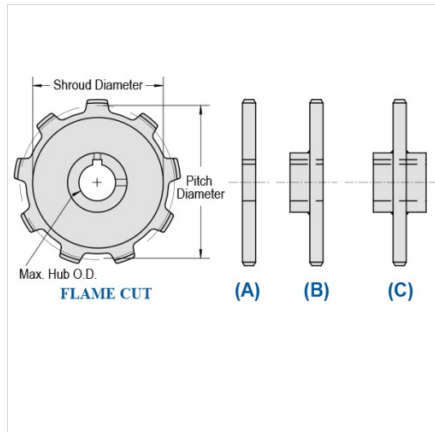 Shroud Diameter
Pitch
Diameter
Max. Hub O.D.
FLAME CUT
(A)
(B)
(C)